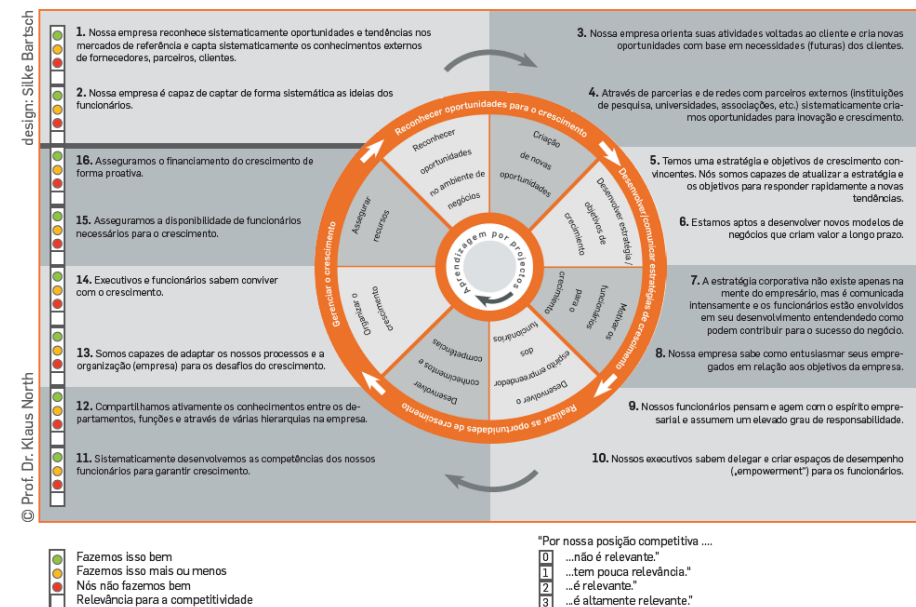 design: Silke Bartsch
© Prof. Dr. Klaus North
1. Nossa empresa reconhece sistematicamente oportunidades e tendências nos
mercados de referência e capta sistematicamente os conhecimentos externos
de fornecedores, parceiros, clientes.
2. Nossa empresa é capaz de captar de forma sistemática as ideias dos
funcionários.
3. Nossa empresa orienta suas atividades voltadas ao cliente e cria novas
oportunidades com base em necessidades (futuras) dos clientes.
4. Através de parcerias e de redes com parceiros externos (instituições
de pesquisa, universidades, associações, etc.) sistematicamente cria-
mos oportunidades para inovação e crescimento.
16. Asseguramos o financiamento do crescimento de
forma proativa.
15. Asseguramos a disponibilidade de funcionários
necessários para o crescimento.
14. Executivos e funcionários sabem conviver
com o crescimento.
13. Somos capazes de adaptar os nossos processos e a
organização (empresa) para os desafios do crescimento.
12. Compartilhamos ativamente os conhecimentos entre os de-
partamentos, funções e através de várias hierarquias na empresa.
11. Sistematicamente desenvolvemos as competências dos nossos
funcionários para garantir crescimento.
5. Temos uma estratégia e objetivos de crescimento con-
vincentes. Nós somos capazes de atualizar a estratégia e
os objetivos para responder rapidamente a novas
tendências.
6. Estamos aptos a desenvolver novos modelos de
negócios que criam valor a longo prazo.
7. A estratégia corporativa não existe apenas na
mente do empresário, mas é comunicada
intensamente e os funcionários estão envolvidos
em seu desenvolvimento entendendo como
podem contribuir para o sucesso do negócio.
8. Nossa empresa sabe como entusiasmar seus empre-
gados em relação aos objetivos da empresa.
9. Nossos funcionários pensam e agem com o espírito empre-
sarial e assumem um elevado grau de responsabilidade.
10. Nossos executivos sabem delegar e criar espaços de desempenho
(„empowerment") para os funcionários.
Reconhecer oportunidades para o crescimento
Desenvolver/comunicar estratégias de crescimento
Realizar as oportunidades de crescimento
Gerenciar o crescimento
Reconhecer
oportunidades
no ambiente de
negócios
Criação
de novas
oportunidades
Desenvolver estratégia /
objetivos de
crecimiento
Motivar os
funcionários
para o
crecimiento
Desenvolver o
espírito empreendedor
dos
funcionários
Desenvolver
conhecimentos e
competências
Organizar o
crescimento
Assegurar
recursos
Aprendizagem por projectos
Fazemos isso bem
Fazemos isso mais ou menos
Nós não fazemos bem
Relevância para a competitividade
"Por nossa posição competitiva ....
0 ...não é relevante."
1 ...tem pouca relevância."
2 ...é relevante."
3 ...é altamente relevante."